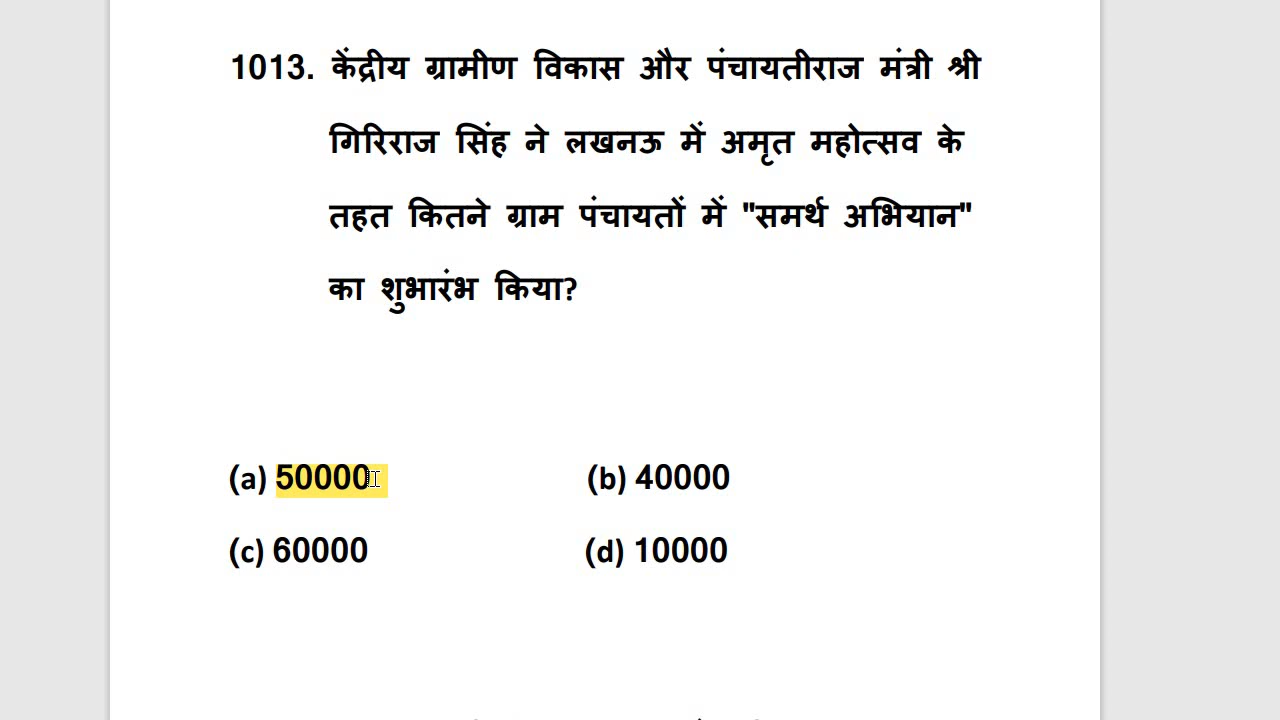 1013. केंद्रीय ग्रामीण विकास और पंचायतीराज मंत्री श्री
गिरिराज सिंह ने लखनऊ में अमृत महोत्सव के
तहत कितने ग्राम पंचायतों में "समर्थ अभियान"
का शुभारंभ किया?
(a) 50000 (b) 40000
(c) 60000 (d) 10000